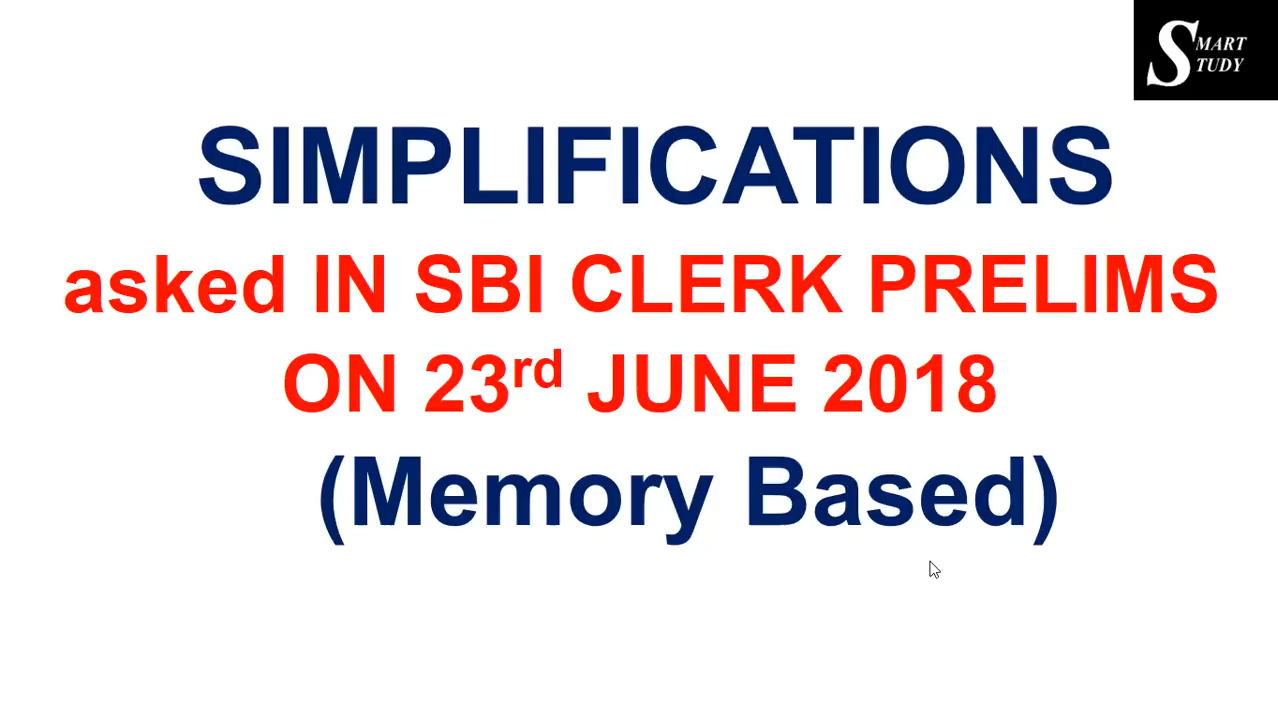 SMART
STUDY
SIMPLIFICATIONS
asked IN SBI CLERK PRELIMS
ON 23rd JUNE 2018
(Memory Based)